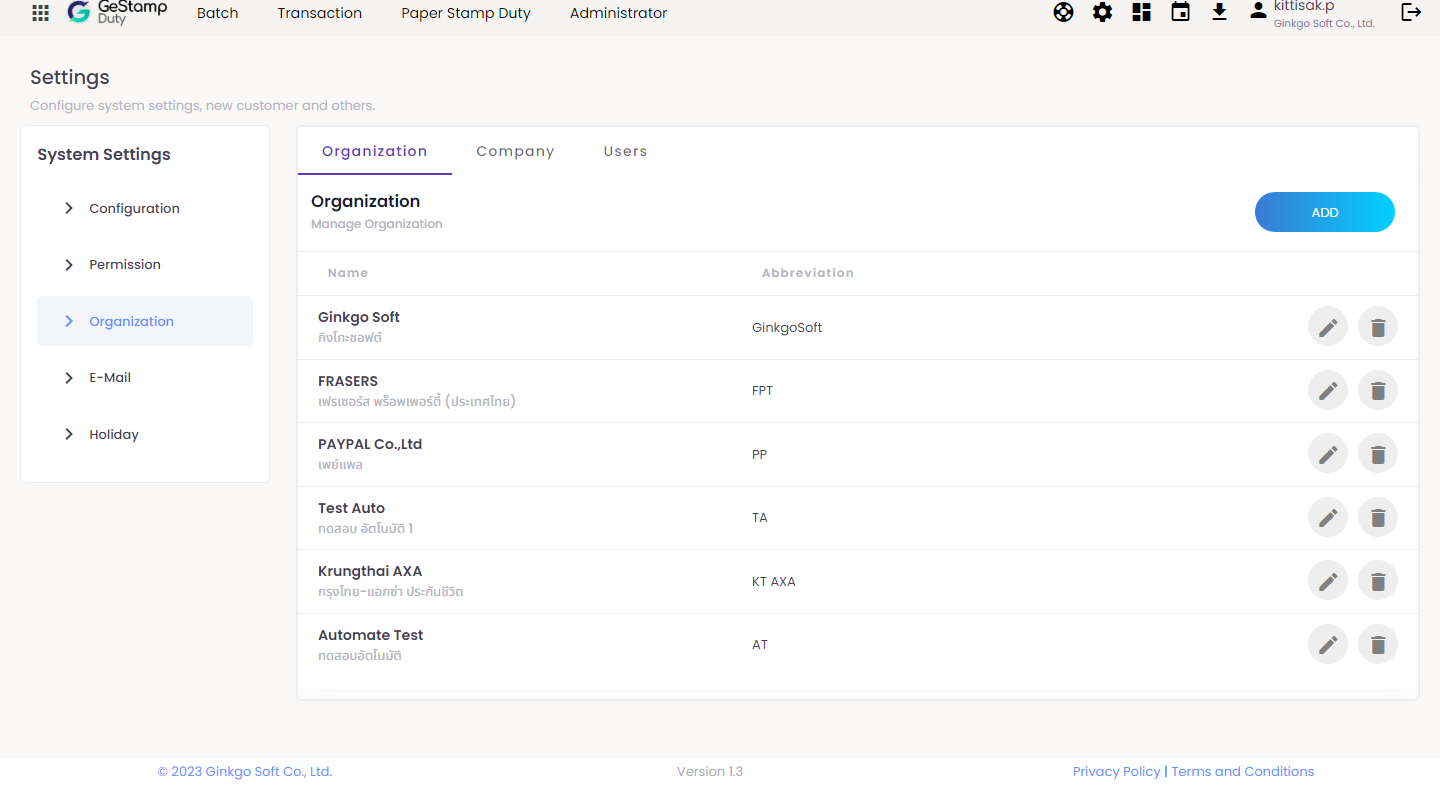 GeStamp
Duty
Batch
Transaction
Paper Stamp Duty
Administrator
kittisak.p
Ginkgo Soft Co., Ltd.
Settings
Configure system settings, new customer and others.
System Settings
Configuration
Permission
Organization
E-Mail
Holiday
Organization
Company
Users
Organization
Manage Organization
ADD
Name
Abbreviation
Ginkgo Soft
กิงโกะซอฟต์
GinkgoSoft
FRASERS
เฟรเซอร์ส พร็อพเพอร์ตี้ (ประเทศไทย)
FPT
PAYPAL Co.,Ltd
เพย์แพล
PP
Test Auto
ทดสอบ อัตโนมัติ 1
TA
Krungthai AXA
กรุงไทย-แอกซ่า ประกันชีวิต
KT AXA
Automate Test
ทดสอบอัตโนมัติ
AT
© 2023 Ginkgo Soft Co., Ltd.
Version 1.3
Privacy Policy | Terms and Conditions